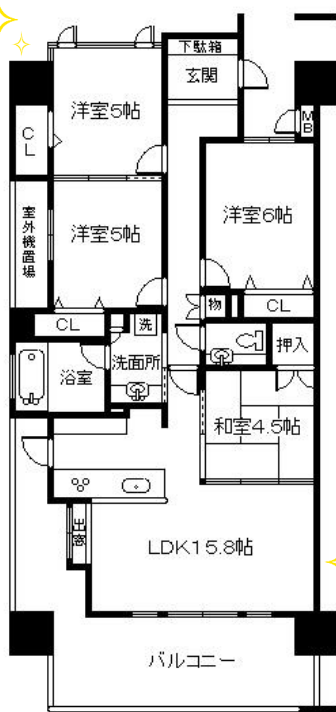 下駄箱
玄関
洋室5帖
CL
MB
洋室6帖
洋室5帖
室外機置場
物
CL
CL
洗
押入
洗面所
浴室
和室4.5帖
出窓
LDK15.8帖
バルコニー